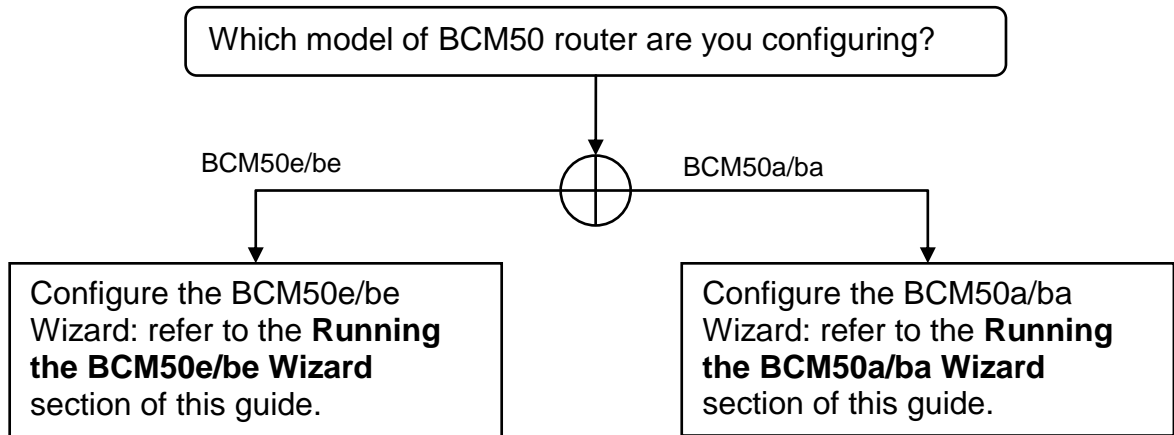 Which model of BCM50 router are you configuring?
BCM50e/be
BCM50a/ba
Configure the BCM50e/be
Wizard: refer to the Running
the BCM50e/be Wizard
section of this guide.
Configure the BCM50a/ba
Wizard: refer to the Running
the BCM50a/ba Wizard
section of this guide.